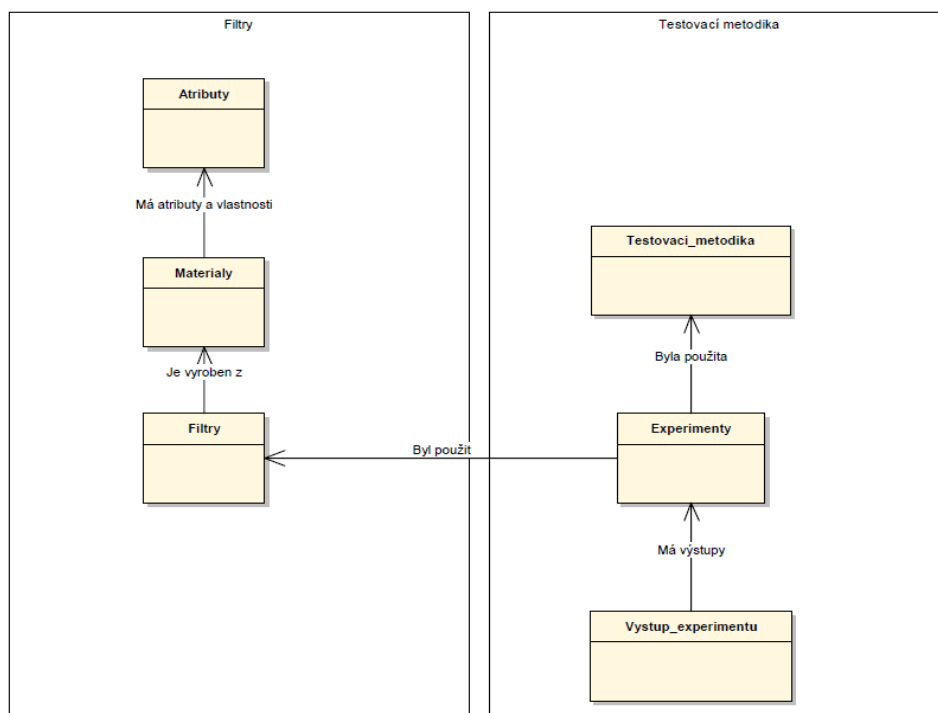 Filtry
Atributy
Má atributy a vlastnosti
Materialy
Je vyroben z
Filtry
Byl použit
Testovací metodika
Testovaci_metodika
Byla použita
Experimenty
Má výstupy
Vystup_experimentu